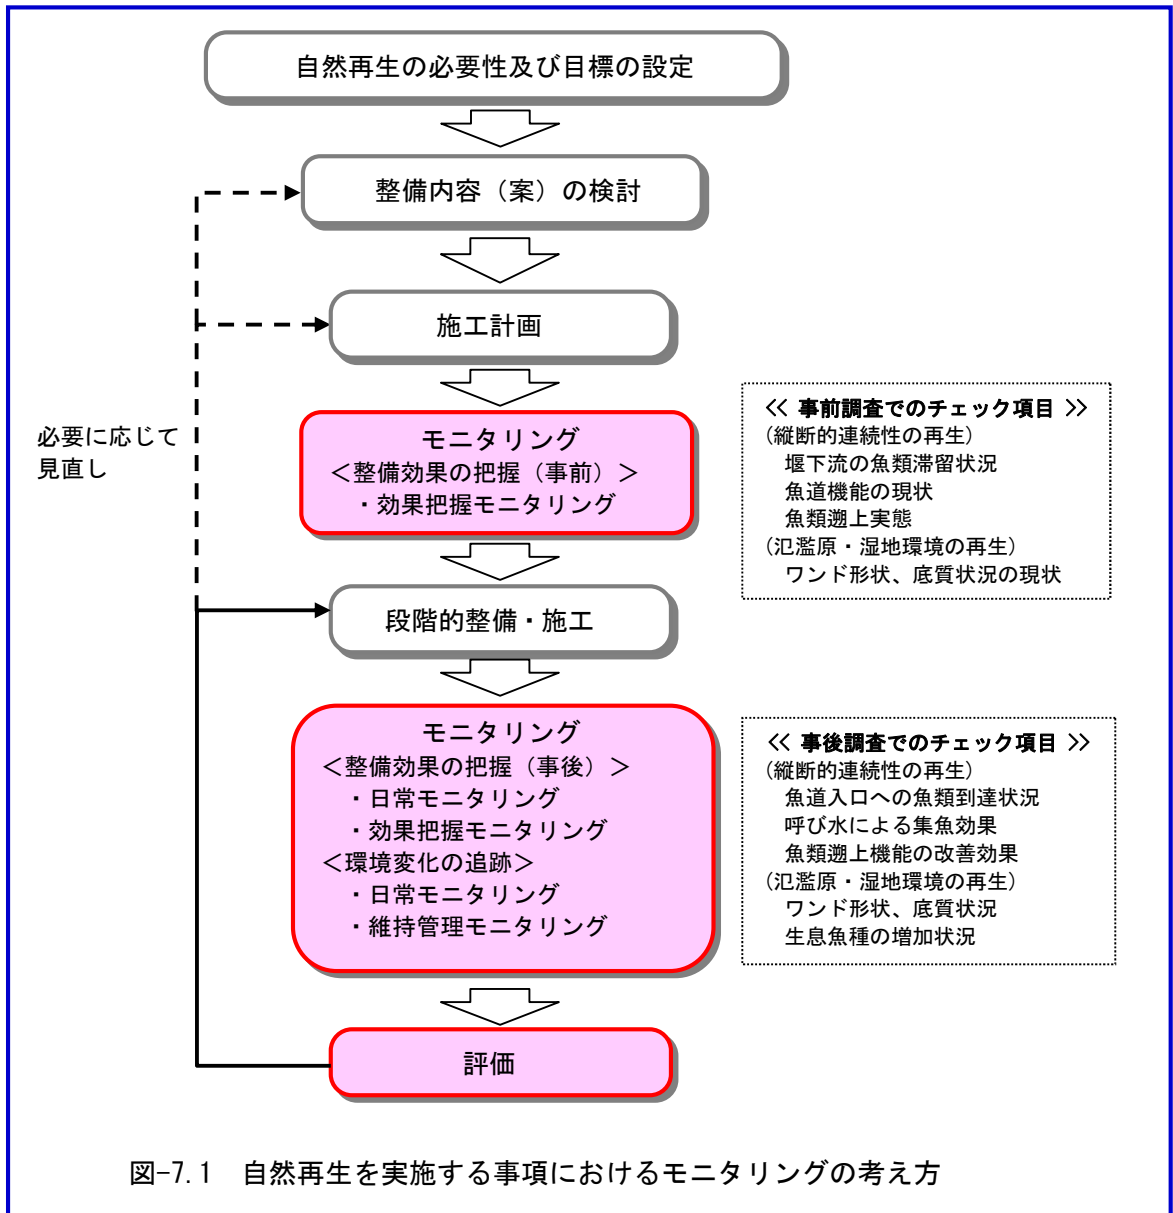 自然再生の必要性及び目標の設定
整備内容（案）の検討
施工計画
必要に応じて
見直し
モニタリング
＜整備効果の把握（事前）＞
・効果把握モニタリング
≪ 事前調査でのチェック項目 ≫
(縦断的連続性の再生)
堰下流の魚類滞留状況
魚道機能の現状
魚類遡上実態
(氾濫原・湿地環境の再生)
ワンド形状、底質状況の現状
段階的整備・施工
モニタリング
＜整備効果の把握（事後）＞
・日常モニタリング
・効果把握モニタリング
＜環境変化の追跡＞
・日常モニタリング
・維持管理モニタリング
≪ 事後調査でのチェック項目 ≫
(縦断的連続性の再生)
魚道入口への魚類到達状況
呼び水による集魚効果
魚類遡上機能の改善効果
(氾濫原・湿地環境の再生)
ワンド形状、底質状況
生息魚種の増加状況
評価
図-7.1　自然再生を実施する事項におけるモニタリングの考え方